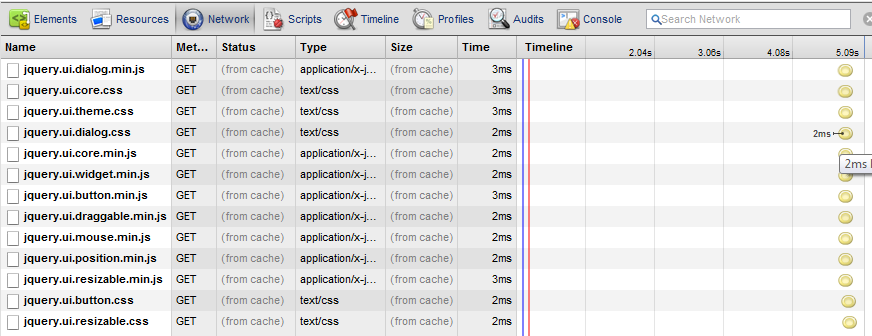 Elements Resources Network Scripts Timeline Profiles Audits Console Search Network
Name Met... Status Type Size Time Timeline 2.04s 3.06s 4.08s 5.09s
jquery.ui.dialog.min.js GET (from cache) application/x-j... (from cache) 3ms
jquery.ui.core.css GET (from cache) text/css (from cache) 3ms
jquery.ui.theme.css GET (from cache) text/css (from cache) 3ms
jquery.ui.dialog.css GET (from cache) text/css (from cache) 2ms 2ms
jquery.ui.core.min.js GET (from cache) application/x-j... (from cache) 2ms
jquery.ui.widget.min.js GET (from cache) application/x-j... (from cache) 2ms 2ms
jquery.ui.button.min.js GET (from cache) application/x-j... (from cache) 3ms
jquery.ui.draggable.min.js GET (from cache) application/x-j... (from cache) 2ms
jquery.ui.mouse.min.js GET (from cache) application/x-j... (from cache) 2ms
jquery.ui.position.min.js GET (from cache) application/x-j... (from cache) 2ms
jquery.ui.resizable.min.js GET (from cache) application/x-j... (from cache) 3ms
jquery.ui.button.css GET (from cache) text/css (from cache) 2ms
jquery.ui.resizable.css GET (from cache) text/css (from cache) 2ms